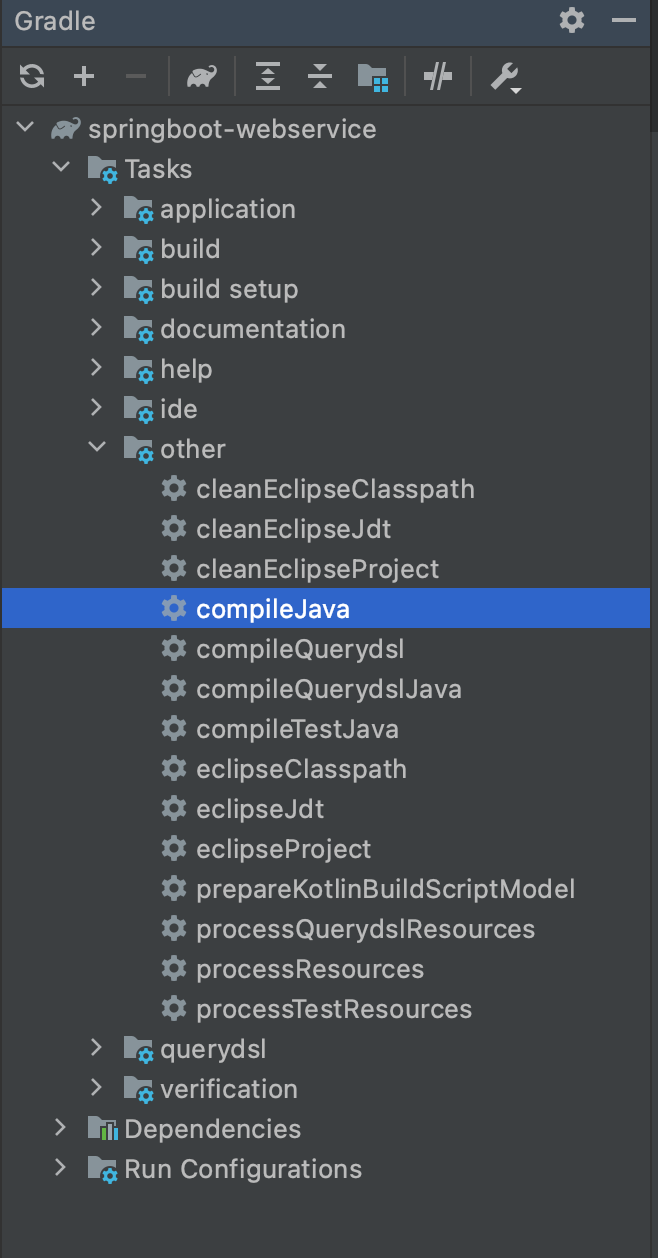 Gradle
springboot-webservice
Tasks
application
build
build setup
documentation
help
ide
other
cleanEclipseClasspath
cleanEclipseJdt
cleanEclipseProject
compileJava
compileQuerydsl
compileQuerydslJava
compileTestJava
eclipseClasspath
eclipseJdt
eclipseProject
prepareKotlinBuildScriptModel
processQuerydslResources
processResources
processTestResources
querydsl
verification
Dependencies
Run Configurations